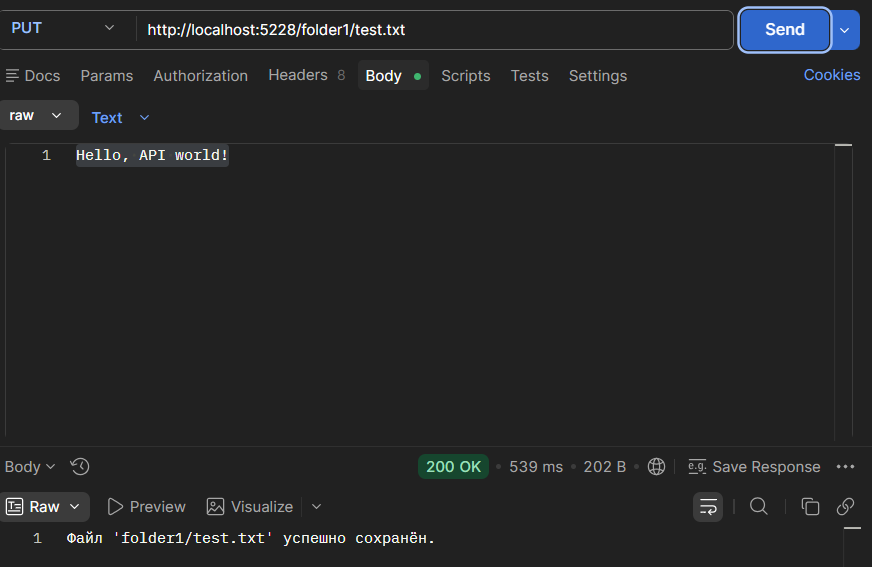 PUT http://localhost:5228/folder1/test.txt Send
Docs Params Authorization Headers 8 Body Scripts Tests Settings Cookies
raw Text
1 Hello, API world!
Body 200 OK • 539 ms • 202 B • e.g. Save Response
Raw Preview Visualize
1 Файл 'folder1/test.txt' успешно сохранён.